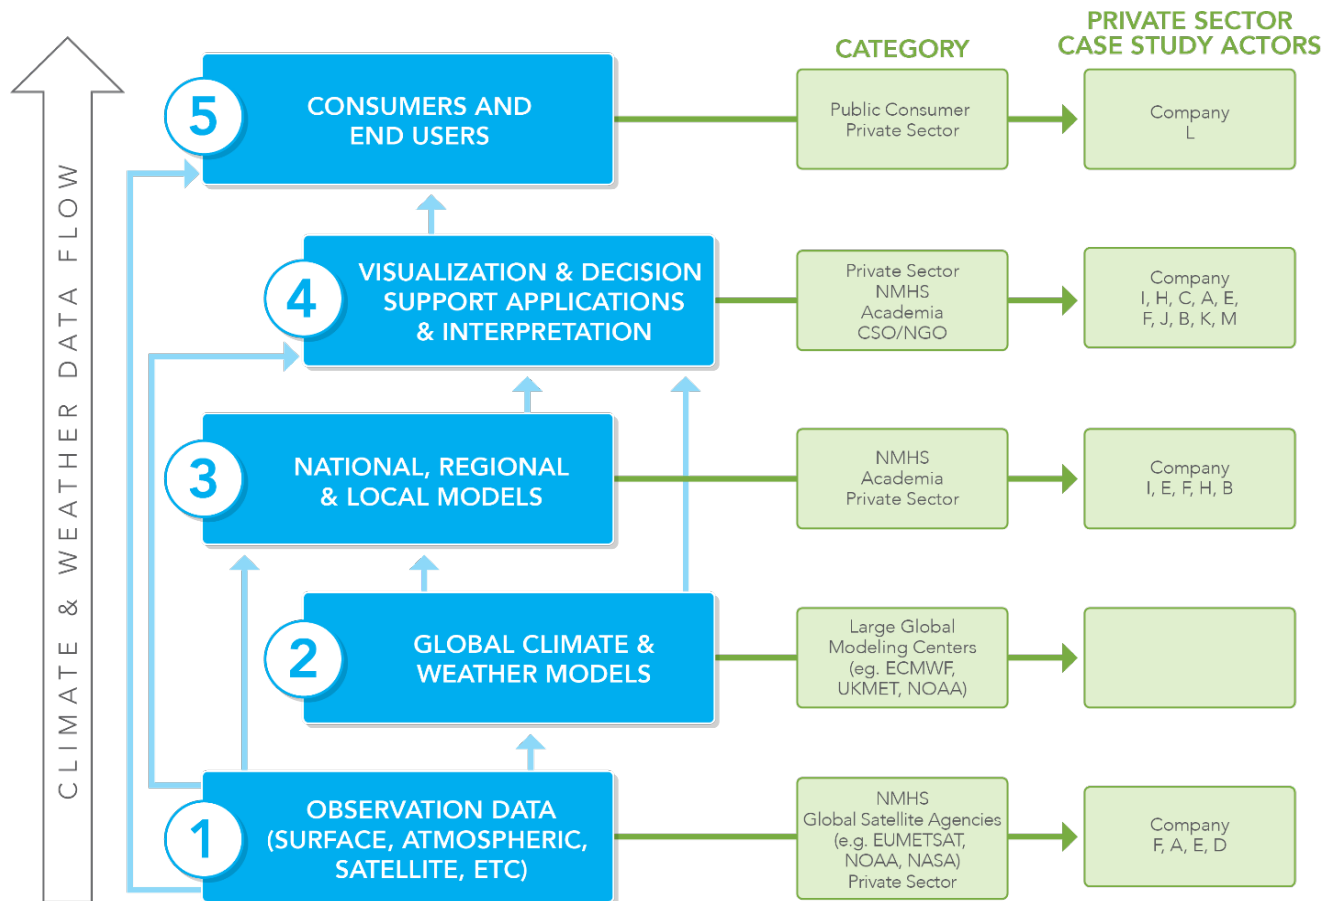 PRIVATE SECTOR
CASE STUDY ACTORS
CATEGORY
CLIMATE & WEATHER DATA FLOW
5
CONSUMERS AND
END USERS
Public Consumer
Private Sector
Company
L
4
VISUALIZATION & DECISION
SUPPORT APPLICATIONS
& INTERPRETATION
Private Sector
NMHS
Academia
CSO/NGO
Company
I, H, C, A, E,
F, J, B, K, M
3
NATIONAL, REGIONAL
& LOCAL MODELS
NMHS
Academia
Private Sector
Company
I, E, F, H, B
2
GLOBAL CLIMATE &
WEATHER MODELS
Large Global
Modeling Centers
(eg. ECMWF,
UKMET, NOAA)
1
OBSERVATION DATA
(SURFACE, ATMOSPHERIC,
SATELLITE, ETC)
NMHS
Global Satellite Agencies
(e.g. EUMETSAT,
NOAA, NASA)
Private Sector
Company
F, A, E, D